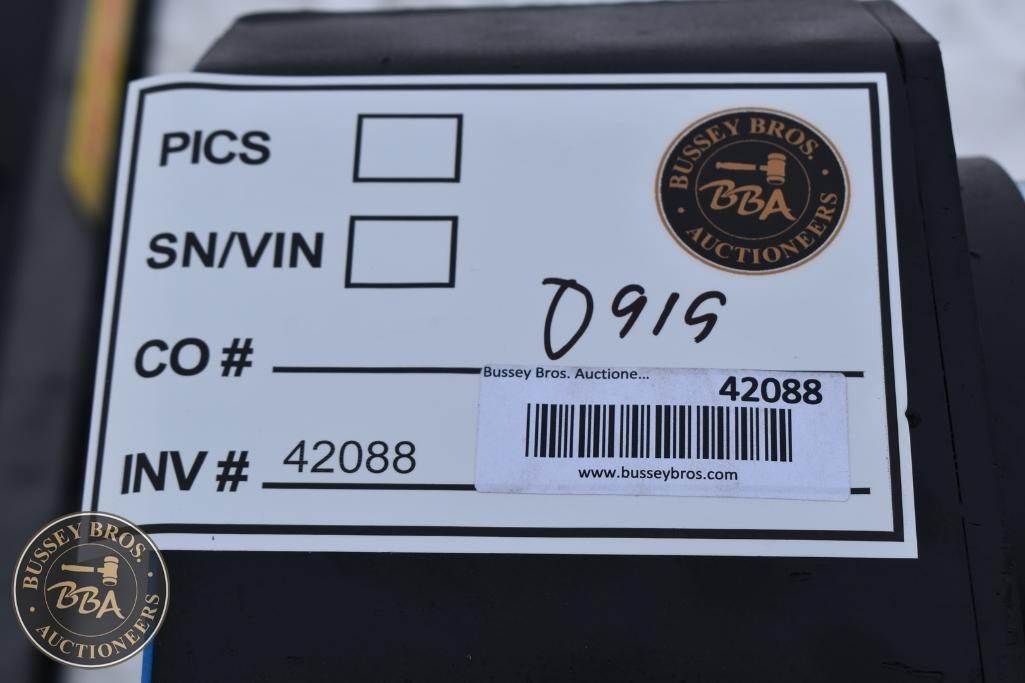 PICS
BUSSEY BROS.
BBA
AUCTIONEERS
SN/VIN
0919
CO #
Bussey Bros. Auctione...
42088
INV # 42088
www.busseybros.com
BUSSEY BROS.
BBA
AUCTIONEERS